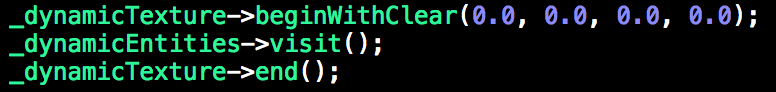 _dynamicTexture->beginWithClear(0.0, 0.0, 0.0, 0.0);
_dynamicEntities->visit();
_dynamicTexture->end();